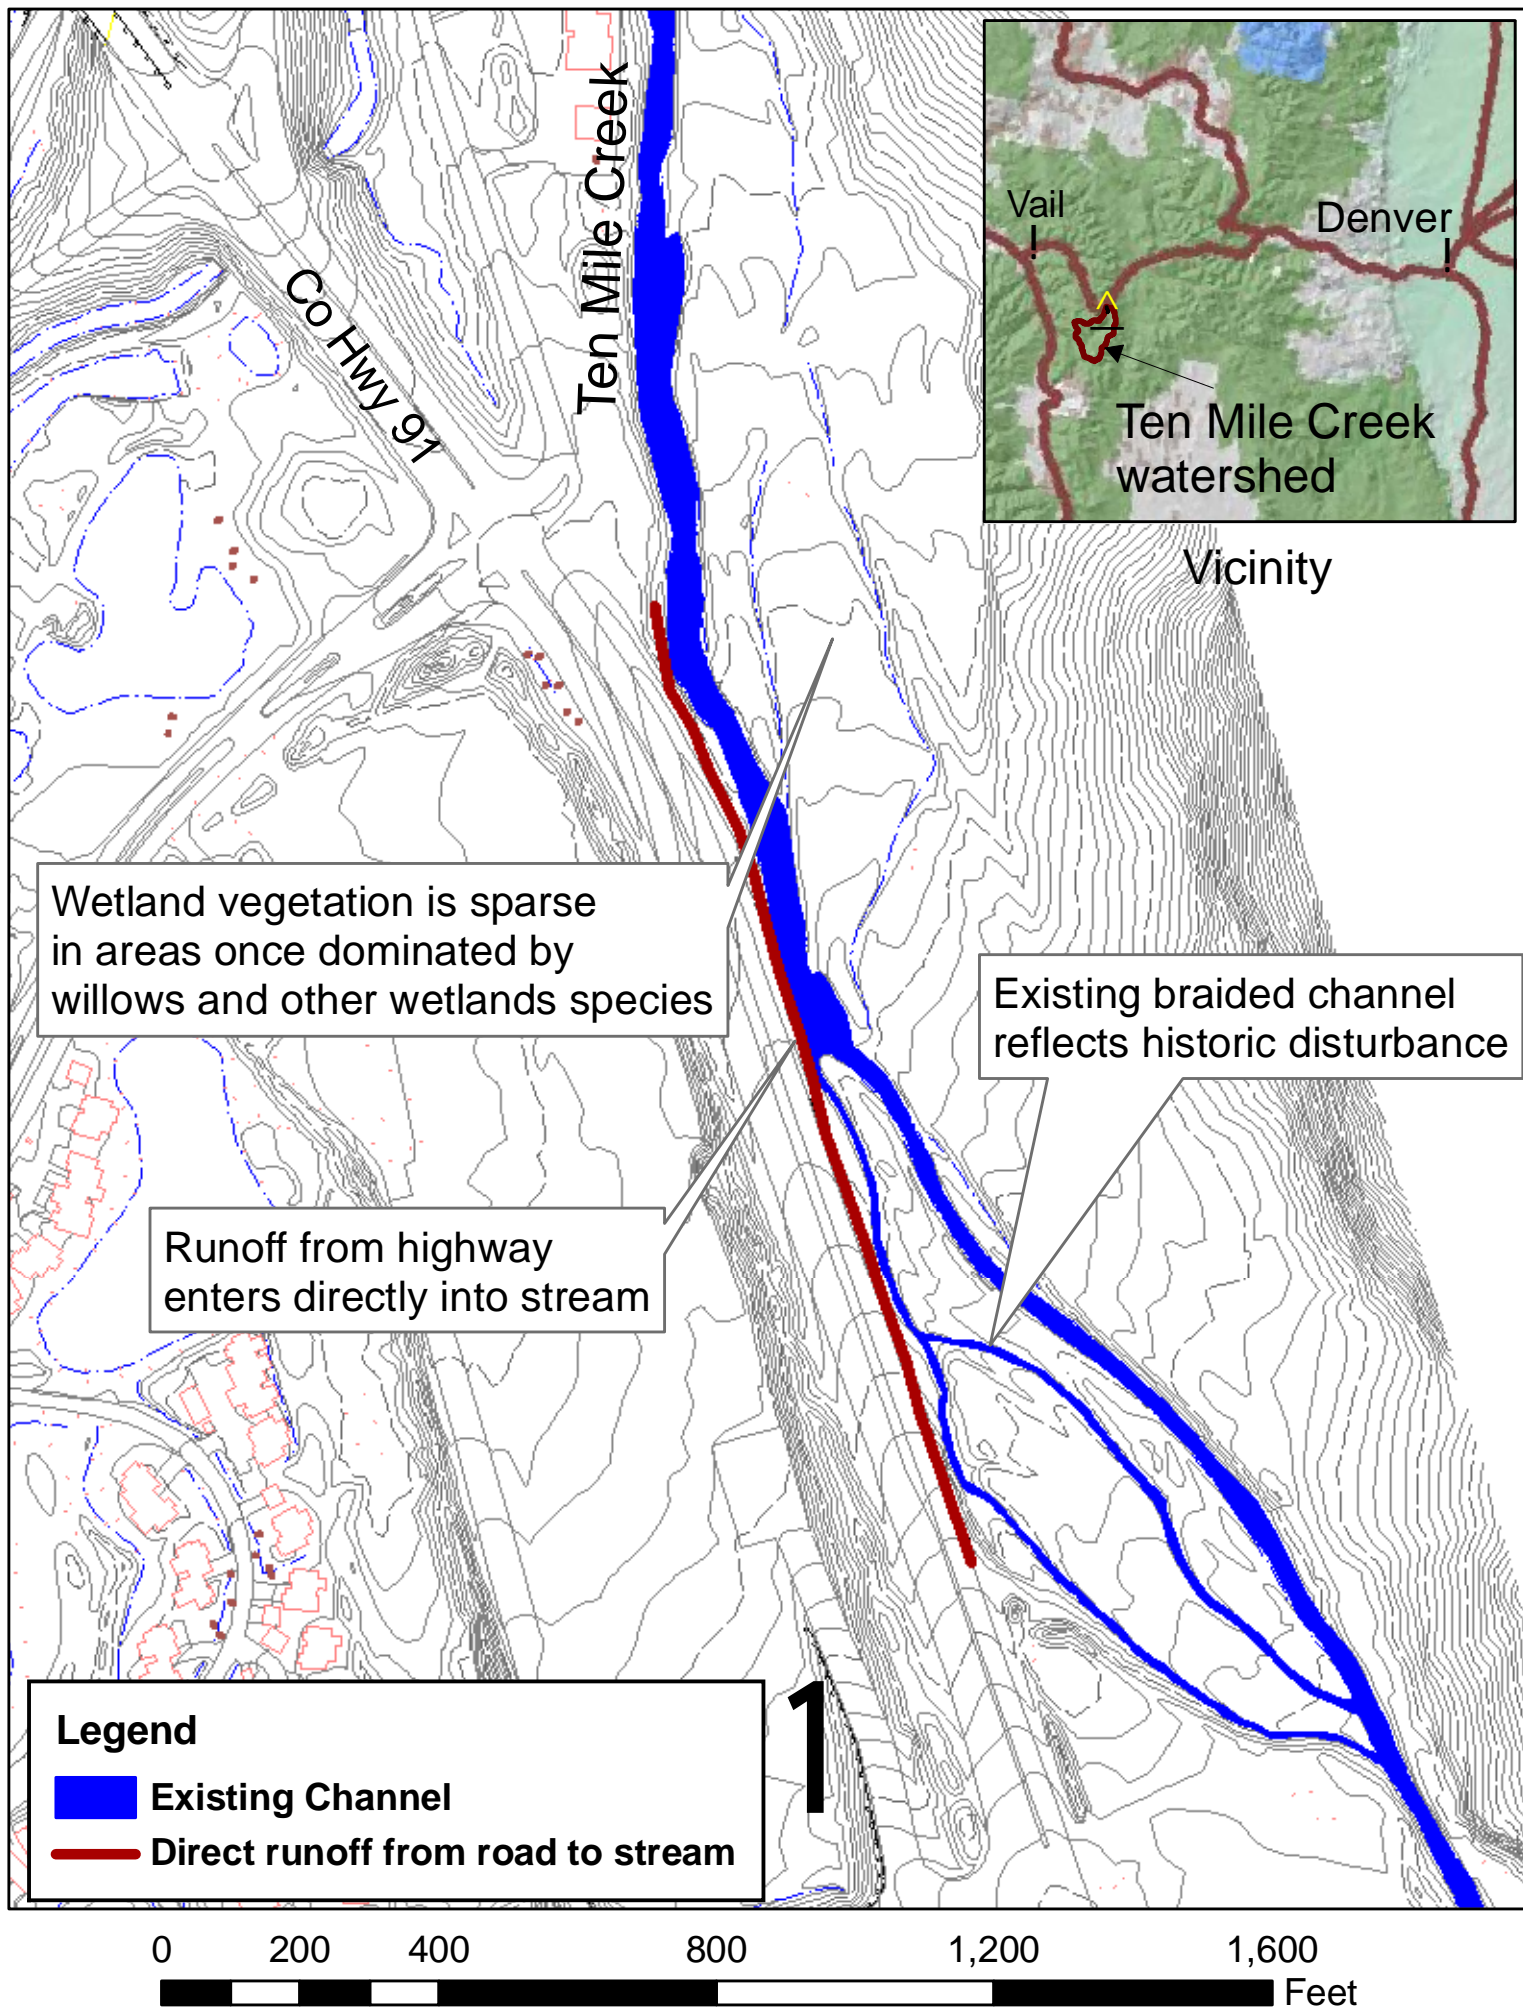 Ten Mile Creek
Co Hwy 91
Vail
Denver
Ten Mile Creek
watershed
Vicinity
Wetland vegetation is sparse
in areas once dominated by
willows and other wetlands species
Existing braided channel
reflects historic disturbance
Runoff from highway
enters directly into stream
1
Legend
Existing Channel
Direct runoff from road to stream
0 200 400 800 1,200 1,600
Feet